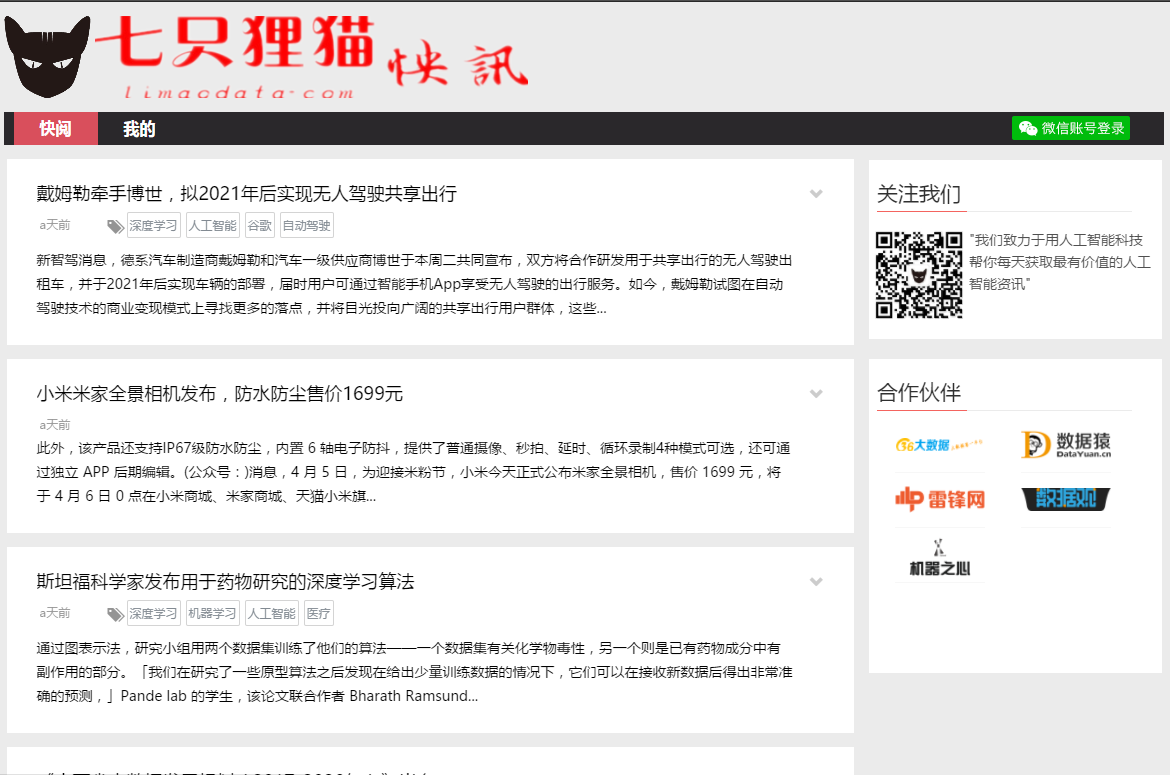 七只狸猫
快訊
limaodata.com
快阅
我的
微信账号登录
戴姆勒牵手博世，拟2021年后实现无人驾驶共享出行
a天前
深度学习 人工智能 谷歌 自动驾驶
新智驾消息，德系汽车制造商戴姆勒和汽车一级供应商博世于本周二共同宣布，双方将合作研发用于共享出行的无人驾驶出
租车，并于2021年后实现车辆的部署，届时用户可通过智能手机App享受无人驾驶的出行服务。如今，戴姆勒试图在自动
驾驶技术的商业变现模式上寻找更多的落点，并将目光投向广阔的共享出行用户群体，这些...
小米米家全景相机发布，防水防尘售价1699元
a天前
此外，该产品还支持IP67级防水防尘，内置 6 轴电子防抖，提供了普通摄像、秒拍、延时、循环录制4种模式可选，还可通
过独立 APP 后期编辑。(公众号：)消息，4 月 5 日，为迎接米粉节，小米今天正式公布米家全景相机，售价 1699 元，将
于 4 月 6 日 0 点在小米商城、米家商城、天猫小米旗...
斯坦福科学家发布用于药物研究的深度学习算法
a天前
深度学习 机器学习 人工智能 医疗
通过图表示法，研究小组用两个数据集训练了他们的算法——一个数据集有关化学物毒性，另一个则是已有药物成分中有
副作用的部分。「我们在研究了一些原型算法之后发现在给出少量训练数据的情况下，它们可以在接收新数据后得出非常准
确的预测，」Pande lab 的学生，该论文联合作者 Bharath Ramsund...
关注我们
"我们致力于用人工智能科技
帮你每天获取最有价值的人工
智能资讯"
合作伙伴
36大数据
数据猿
DataYuan.cn
雷锋网
数据观
机器之心